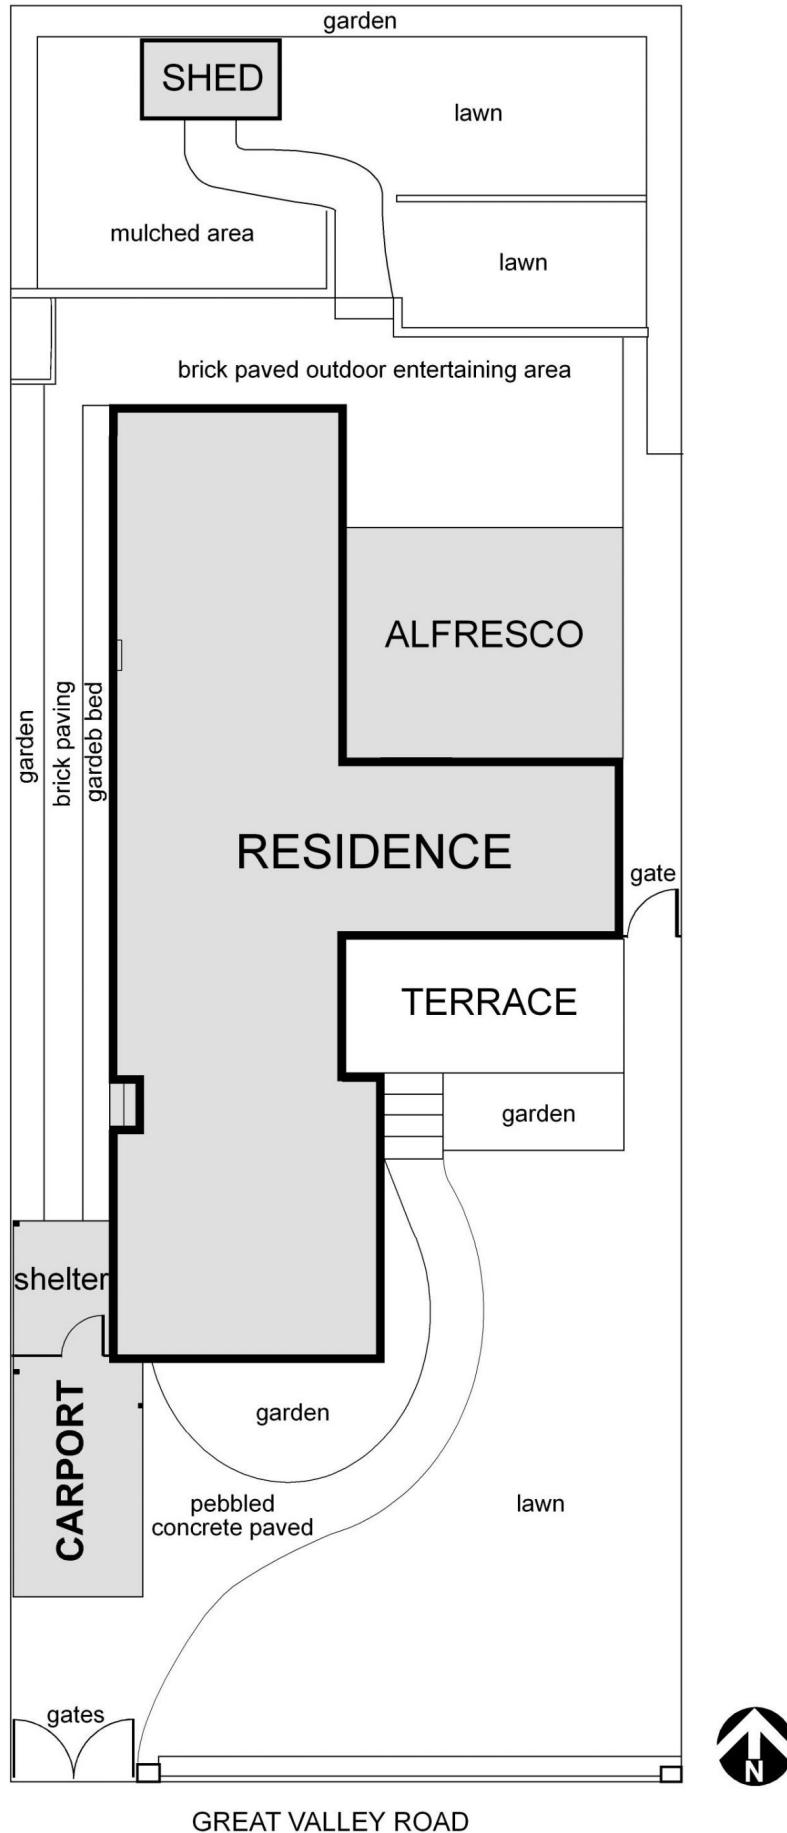 garden
SHED
lawn
mulched area
lawn
brick paved outdoor entertaining area
ALFRESCO
garden
brick paving
gardeb bed
RESIDENCE
gate
TERRACE
garden
shelter
garden
CARPORT
pebbled
concrete paved
lawn
gates
N
GREAT VALLEY ROAD